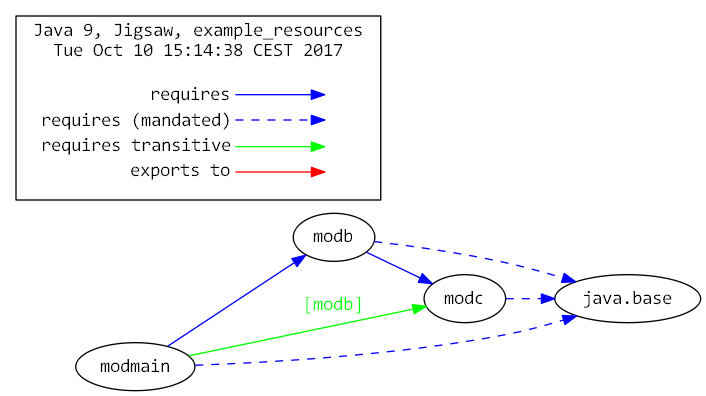 Java 9, Jigsaw, example_resources
Tue Oct 10 15:14:38 CEST 2017
requires
requires (mandated)
requires transitive
exports to
modb
modc
java.base
[modb]
modmain